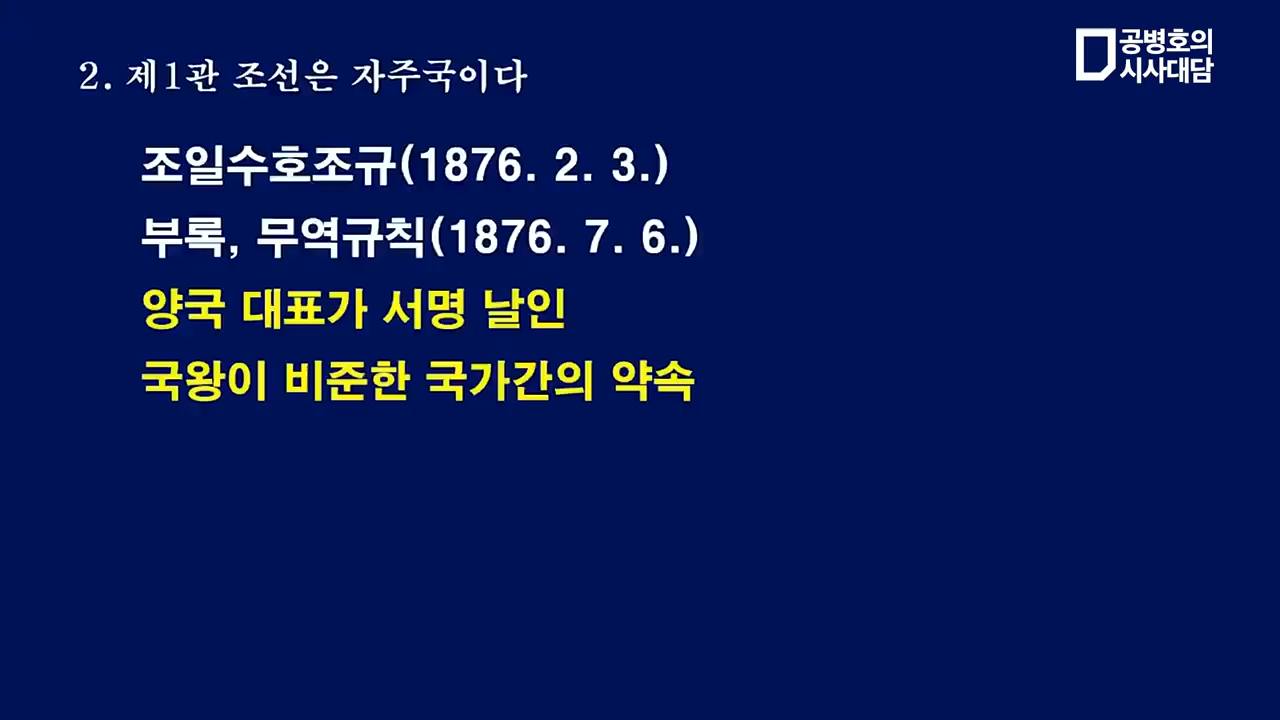 2. 제1관 조선은 자주국이다
공병호의
시사대담
조일수호조규(1876. 2. 3.)
부록, 무역규칙(1876. 7. 6.)
양국 대표가 서명 날인
국왕이 비준한 국가간의 약속